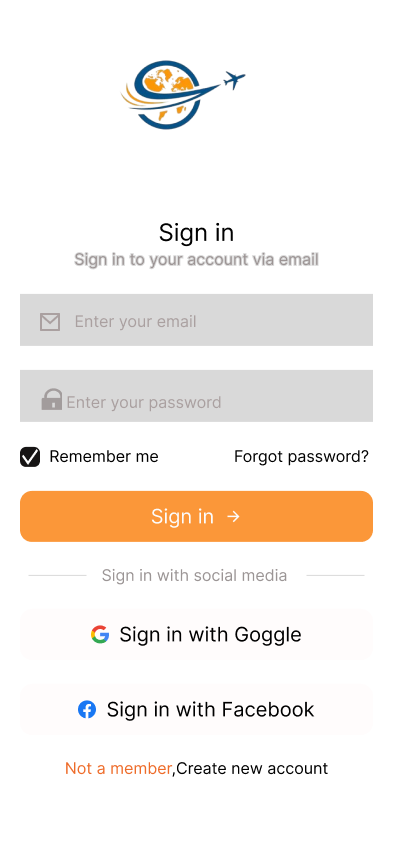 Sign in
Sign in to your account via email
Enter your email
Enter your password
Remember me
Forgot password?
Sign in →
Sign in with social media
Sign in with Goggle
Sign in with Facebook
Not a member,Create new account